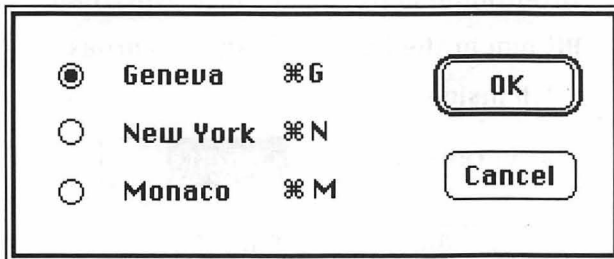 Geneva ⌘G
New York ⌘N
Monaco ⌘M
OK
Cancel